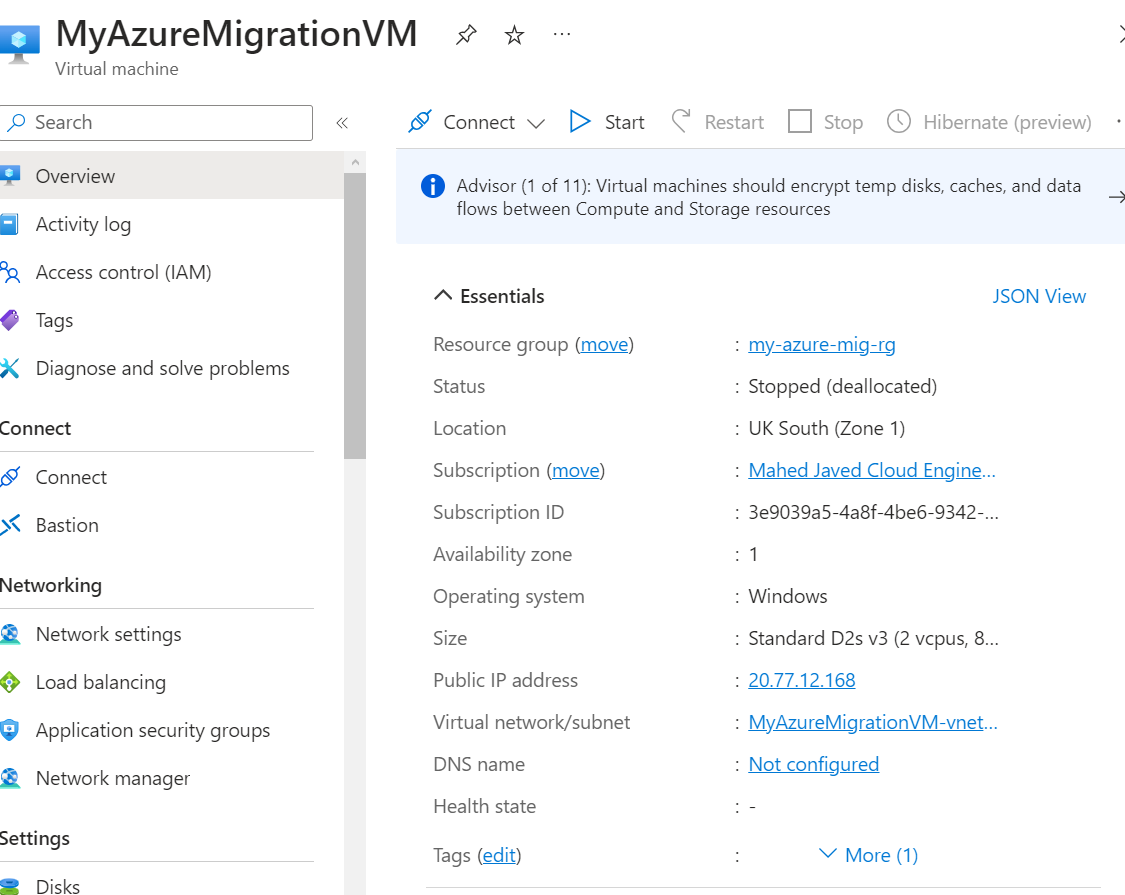 MyAzureMigrationVM
Virtual machine
Search
Overview
Activity log
Access control (IAM)
Tags
Diagnose and solve problems
Connect
Connect
Bastion
Networking
Network settings
Load balancing
Application security groups
Network manager
Settings
Disks
Connect
Start
Restart
Stop
Hibernate (preview)
Advisor (1 of 11): Virtual machines should encrypt temp disks, caches, and data
flows between Compute and Storage resources
Essentials
JSON View
Resource group (move) : my-azure-mig-rg
Status : Stopped (deallocated)
Location : UK South (Zone 1)
Subscription (move) : Mahed Javed Cloud Engine...
Subscription ID : 3e9039a5-4a8f-4be6-9342-...
Availability zone : 1
Operating system : Windows
Size : Standard D2s v3 (2 vcpus, 8...
Public IP address : 20.77.12.168
Virtual network/subnet : MyAzureMigrationVM-vnet...
DNS name : Not configured
Health state : -
Tags (edit) : More (1)